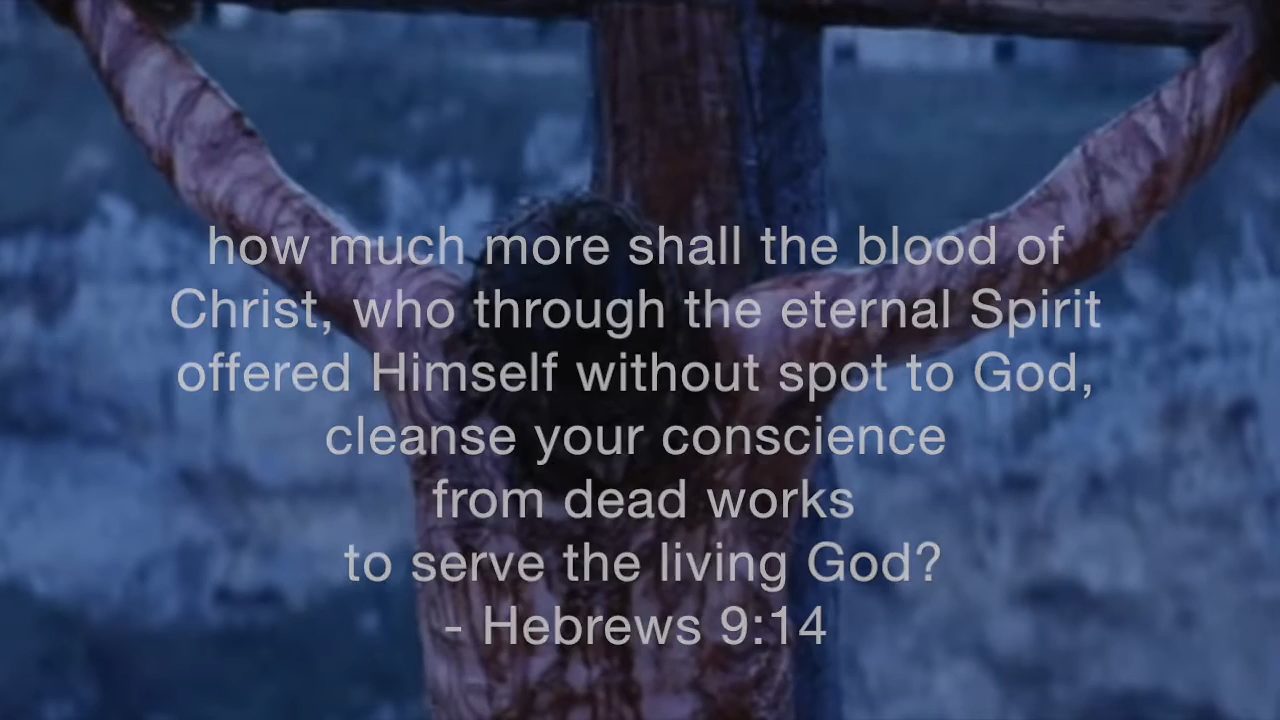 how much more shall the blood of
Christ, who through the eternal Spirit
offered Himself without spot to God,
cleanse your conscience
from dead works
to serve the living God?
- Hebrews 9:14